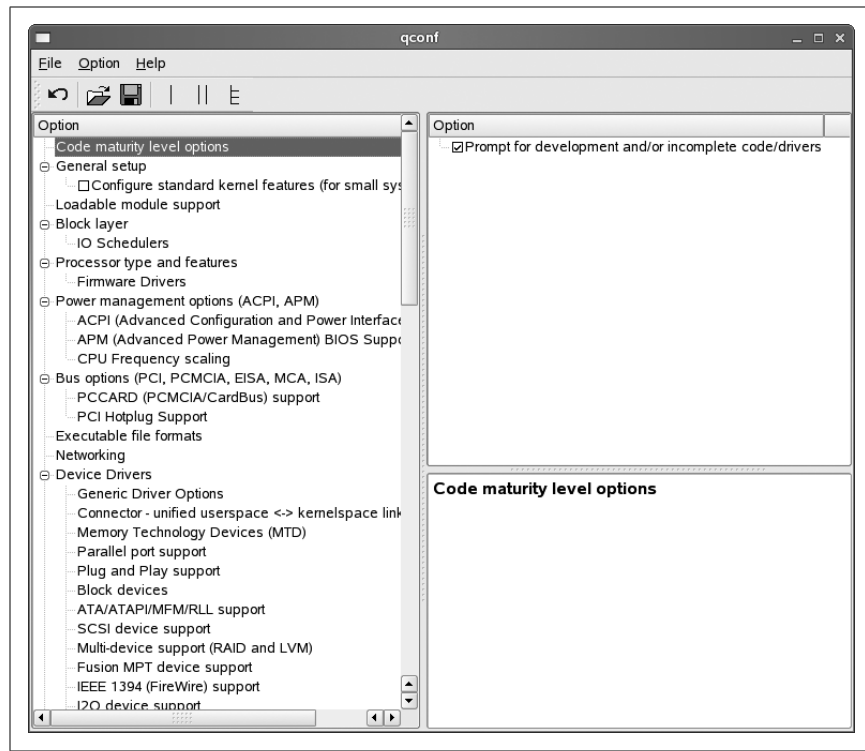 qconf
File Option Help
Option
Code maturity level options
General setup
Configure standard kernel features (for small sys
Loadable module support
Block layer
IO Schedulers
Processor type and features
Firmware Drivers
Power management options (ACPI, APM)
ACPI (Advanced Configuration and Power Interface
APM (Advanced Power Management) BIOS Suppo
CPU Frequency scaling
Bus options (PCI, PCMCIA, EISA, MCA, ISA)
PCCARD (PCMCIA/CardBus) support
PCI Hotplug Support
Executable file formats
Networking
Device Drivers
Generic Driver Options
Connector - unified userspace <-> kernelspace link
Memory Technology Devices (MTD)
Parallel port support
Plug and Play support
Block devices
ATA/ATAPI/MFM/RLL support
SCSI device support
Multi-device support (RAID and LVM)
Fusion MPT device support
IEEE 1394 (FireWire) support
I2O device support
Option
Prompt for development and/or incomplete code/drivers
Code maturity level options